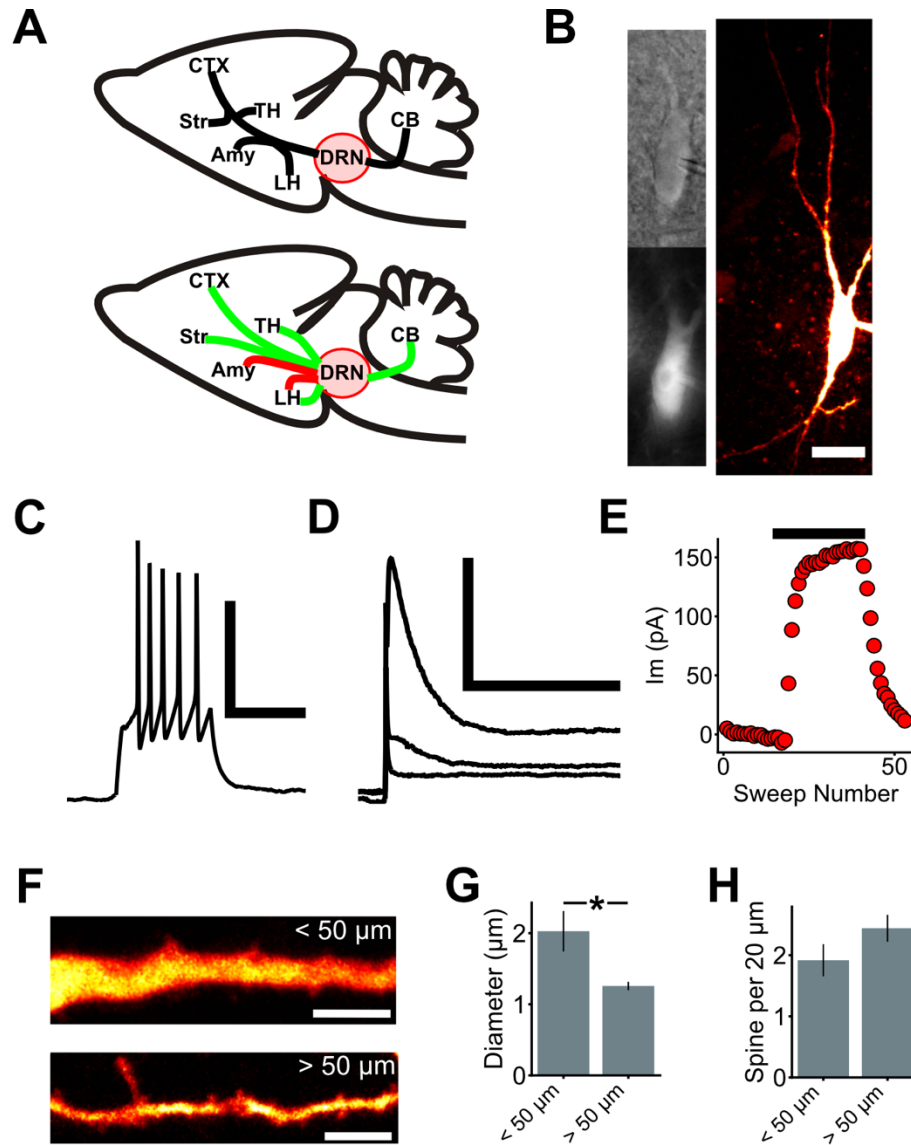 A
CTX
TH
Str
Amy
LH
DRN
CB
CTX
TH
Str
Amy
LH
DRN
CB
B
C
D
E
150
100
50
0
Im (pA)
0
50
Sweep Number
F
< 50 µm
> 50 µm
G
2
1
0
Diameter (µm)
*
< 50 µm
> 50 µm
H
2
1
0
Spine per 20 µm
< 50 µm
> 50 µm